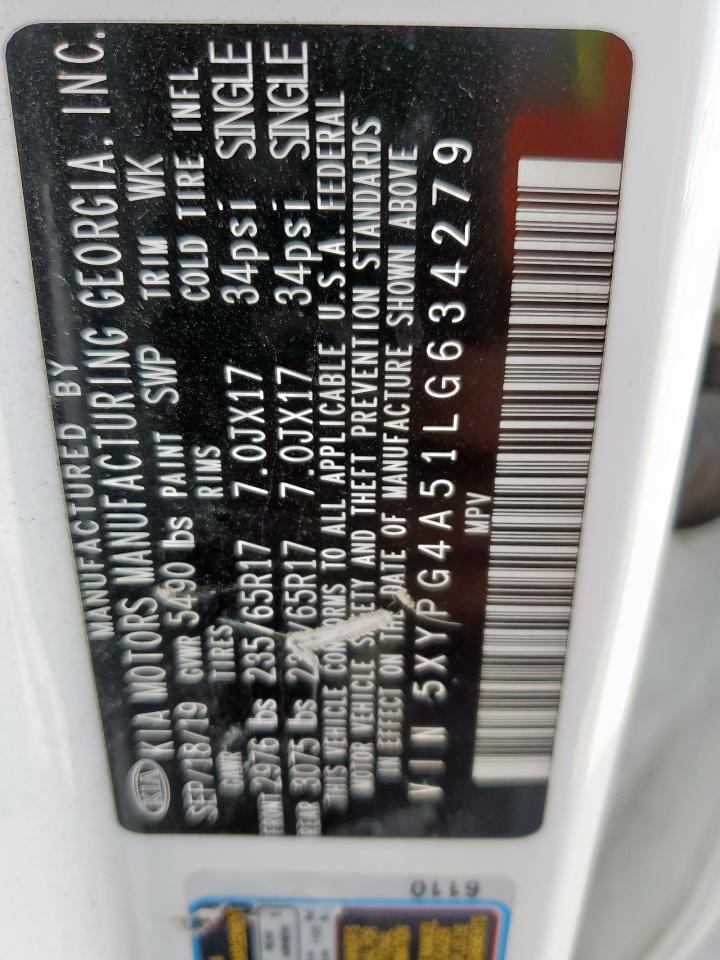 MANUFACTURED BY
KIA KIA MOTORS MANUFACTURING GEORGIA, INC.
SEP/18/19 GVWR 5490 lbs PAINT SWP TRIM WK
GAWR TIRES RIMS COLD TIRE INFL
FRONT 2976 lbs 235/65R17 7.0JX17 34psi SINGLE
REAR 3075 lbs 235/65R17 7.0JX17 34psi SINGLE
THIS VEHICLE CONFORMS TO ALL APPLICABLE U.S.A. FEDERAL
MOTOR VEHICLE SAFETY AND THEFT PREVENTION STANDARDS
IN EFFECT ON THE DATE OF MANUFACTURE SHOWN ABOVE
VIN 5XYPG4A51LG634279
MPV
6110